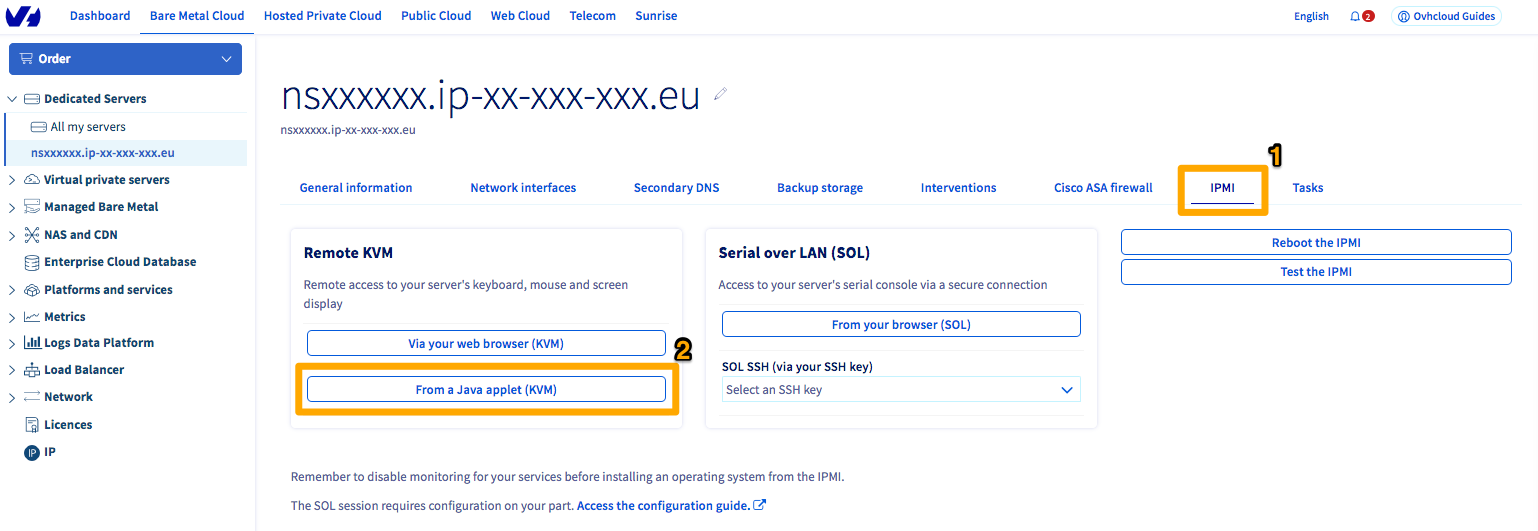 Dashboard Bare Metal Cloud Hosted Private Cloud Public Cloud Web Cloud Telecom Sunrise English 2 Ovhcloud Guides
Order
Dedicated Servers
All my servers
nsxxxxxx.ip-xx-xxx-xxx.eu
Virtual private servers
Managed Bare Metal
NAS and CDN
Enterprise Cloud Database
Platforms and services
Metrics
Logs Data Platform
Load Balancer
Network
Licences
IP IP
nsxxxxxx.ip-xx-xxx-xxx.eu
nsxxxxxx.ip-xx-xxx-xxx.eu
1
General information Network interfaces Secondary DNS Backup storage Interventions Cisco ASA firewall IPMI Tasks
Remote KVM
Remote access to your server's keyboard, mouse and screen
display
Via your web browser (KVM)
2
From a Java applet (KVM)
Serial over LAN (SOL)
Access to your server's serial console via a secure connection
From your browser (SOL)
SOL SSH (via your SSH key)
Select an SSH key
Reboot the IPMI
Test the IPMI
Remember to disable monitoring for your services before installing an operating system from the IPMI.
The SOL session requires configuration on your part. Access the configuration guide.